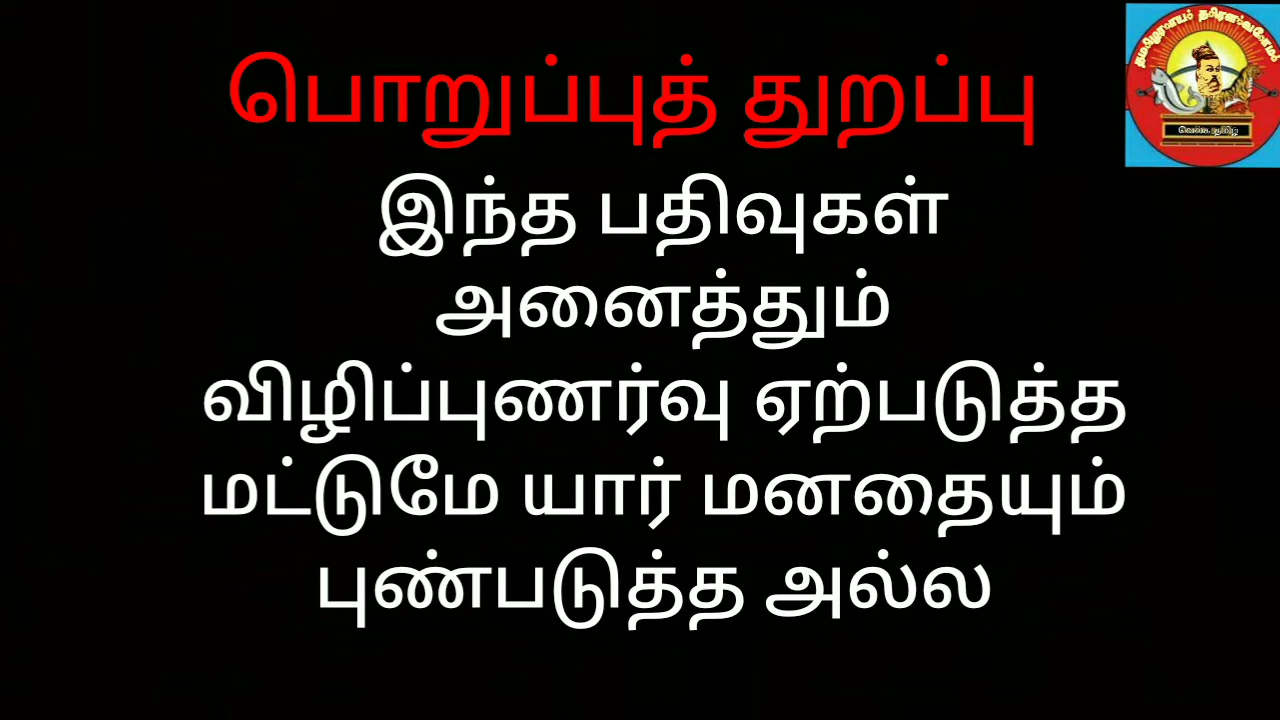 பொறுப்புத் துறப்பு
இந்த பதிவுகள்
அனைத்தும்
விழிப்புணர்வு ஏற்படுத்த
மட்டுமே யார் மனதையும்
புண்படுத்த அல்ல